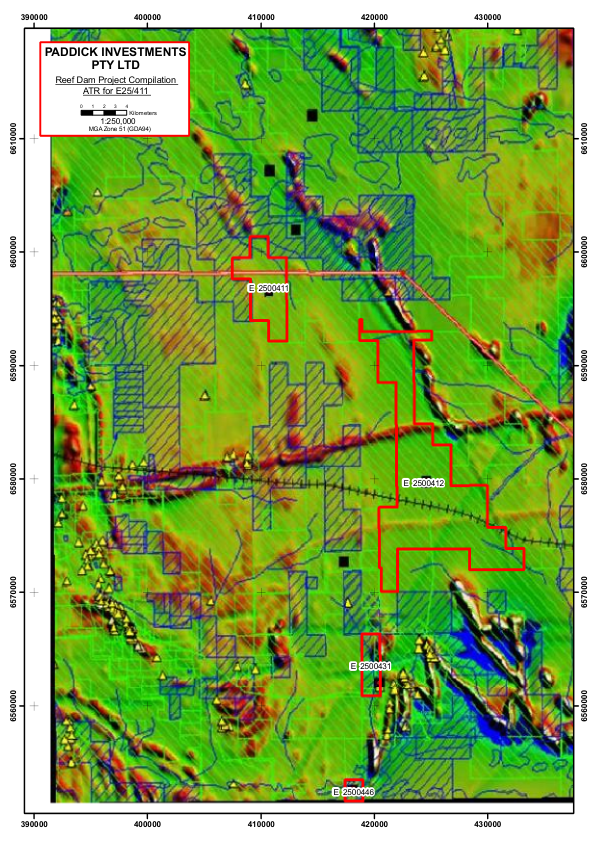 390000 400000 410000 420000 430000
PADDICK INVESTMENTS
PTY LTD
Reef Dam Project Compilation
ATR for E25/411
0 1 2 3 4
Kilometers
1:250,000
MGA Zone 51 (GDA94)
6610000 6610000
6600000 6600000
E 2500411
6590000 6590000
6580000 6580000
E 2500412
6570000 6570000
E 2500431
6560000 6560000
E 2500446
390000 400000 410000 420000 430000